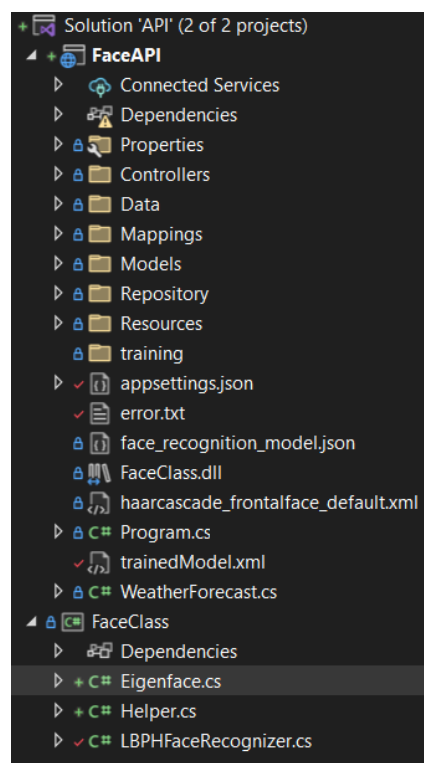 Solution 'API' (2 of 2 projects)
FaceAPI
Connected Services
Dependencies
Properties
Controllers
Data
Mappings
Models
Repository
Resources
training
appsettings.json
error.txt
face_recognition_model.json
FaceClass.dll
haarcascade_frontalface_default.xml
C# Program.cs
trainedModel.xml
C# WeatherForecast.cs
C# FaceClass
Dependencies
C# Eigenface.cs
C# Helper.cs
C# LBPHFaceRecognizer.cs